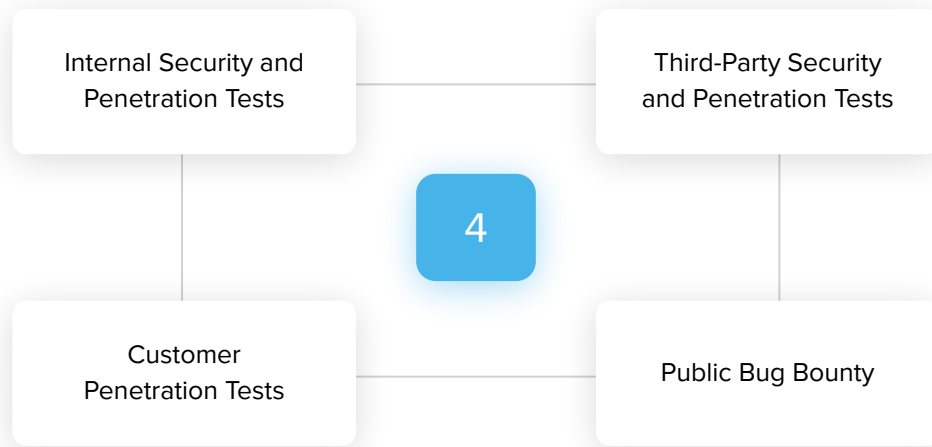 Internal Security and
Penetration Tests
Third-Party Security
and Penetration Tests
4
Customer
Penetration Tests
Public Bug Bounty